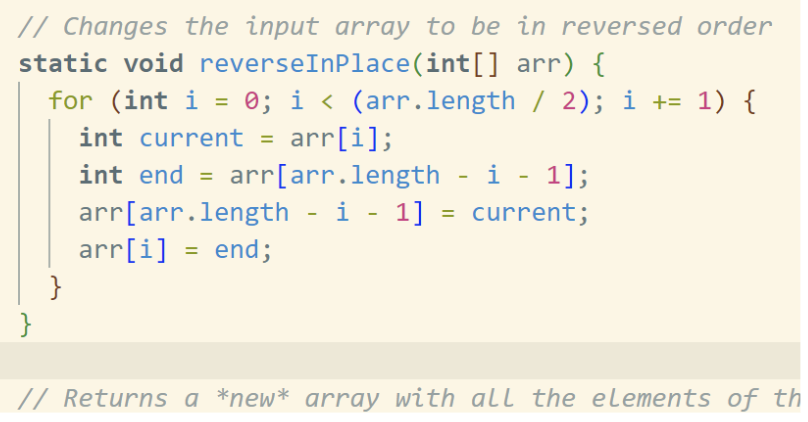 // Changes the input array to be in reversed order
static void reverseInPlace(int[] arr) {
  for (int i = 0; i < (arr.length / 2); i += 1) {
    int current = arr[i];
    int end = arr[arr.length - i - 1];
    arr[arr.length - i - 1] = current;
    arr[i] = end;
  }
}
// Returns a *new* array with all the elements of